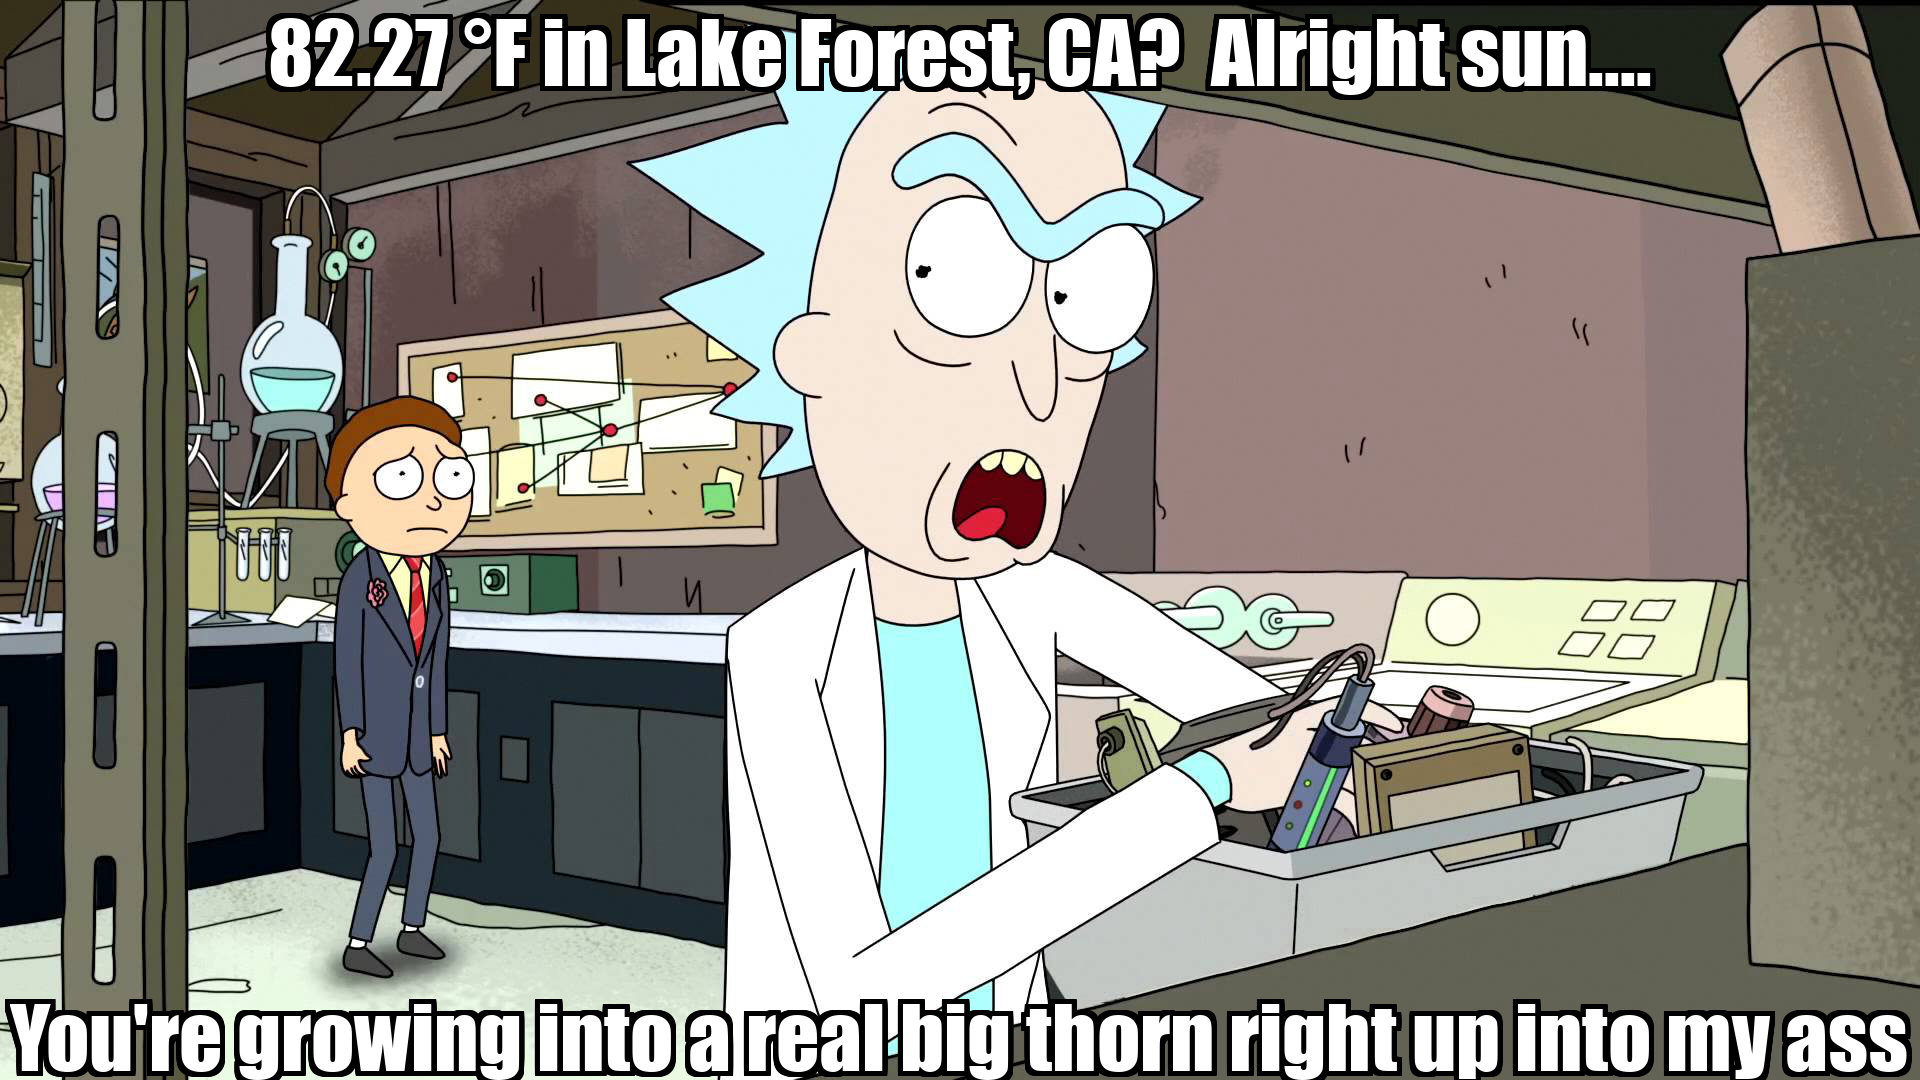 82.27 °F in Lake Forest, CA?  Alright sun....
You're growing into a real big thorn right up into my ass